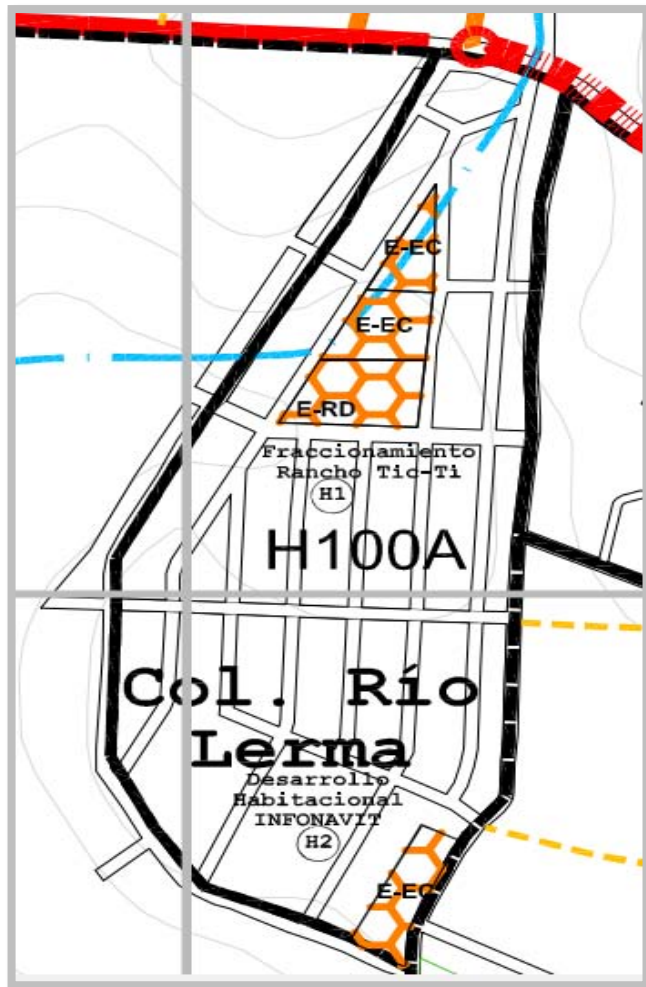 E-EC
E-EC
E-RD
Fraccionamiento
Rancho Tic-Ti
H1
H100A
Col. Río
Lerma
Desarrollo
Habitacional
INFONAVIT
H2
E-EC